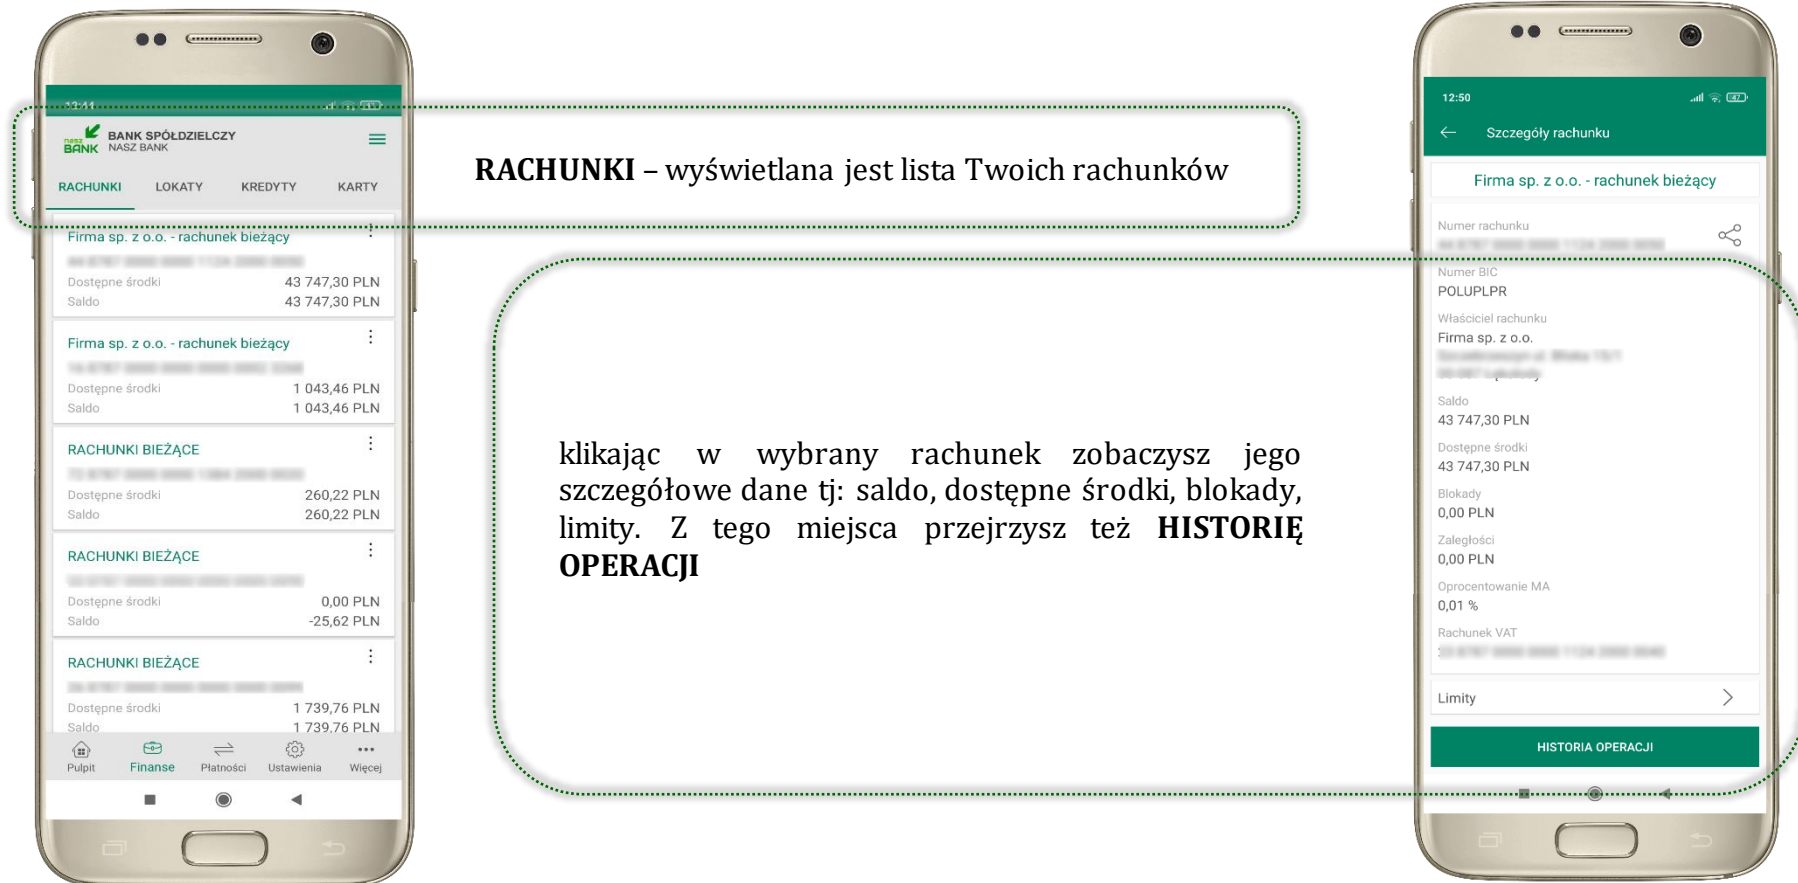 12:44
nasz BANK
BANK SPÓŁDZIELCZY
NASZ BANK
RACHUNKI LOKATY KREDYTY KARTY
Firma sp. z o.o. - rachunek bieżący
Dostępne środki 43 747,30 PLN
Saldo 43 747,30 PLN
Firma sp. z o.o. - rachunek bieżący
Dostępne środki 1 043,46 PLN
Saldo 1 043,46 PLN
RACHUNKI BIEŻĄCE
Dostępne środki 260,22 PLN
Saldo 260,22 PLN
RACHUNKI BIEŻĄCE
Dostępne środki 0,00 PLN
Saldo -25,62 PLN
RACHUNKI BIEŻĄCE
Dostępne środki 1 739,76 PLN
Saldo 1 739,76 PLN
Pulpit Finanse Płatności Ustawienia Więcej
RACHUNKI – wyświetlana jest lista Twoich rachunków
klikając w wybrany rachunek zobaczysz jego
szczegółowe dane tj: saldo, dostępne środki, blokady,
limity. Z tego miejsca przejrzysz też HISTORIĘ
OPERACJI
12:50 47
Szczegóły rachunku
Firma sp. z o.o. - rachunek bieżący
Numer rachunku
Numer BIC
POLUPLPR
Właściciel rachunku
Firma sp. z o.o.
Saldo
43 747,30 PLN
Dostępne środki
43 747,30 PLN
Blokady
0,00 PLN
Zaległości
0,00 PLN
Oprocentowanie MA
0,01 %
Rachunek VAT
Limity
HISTORIA OPERACJI